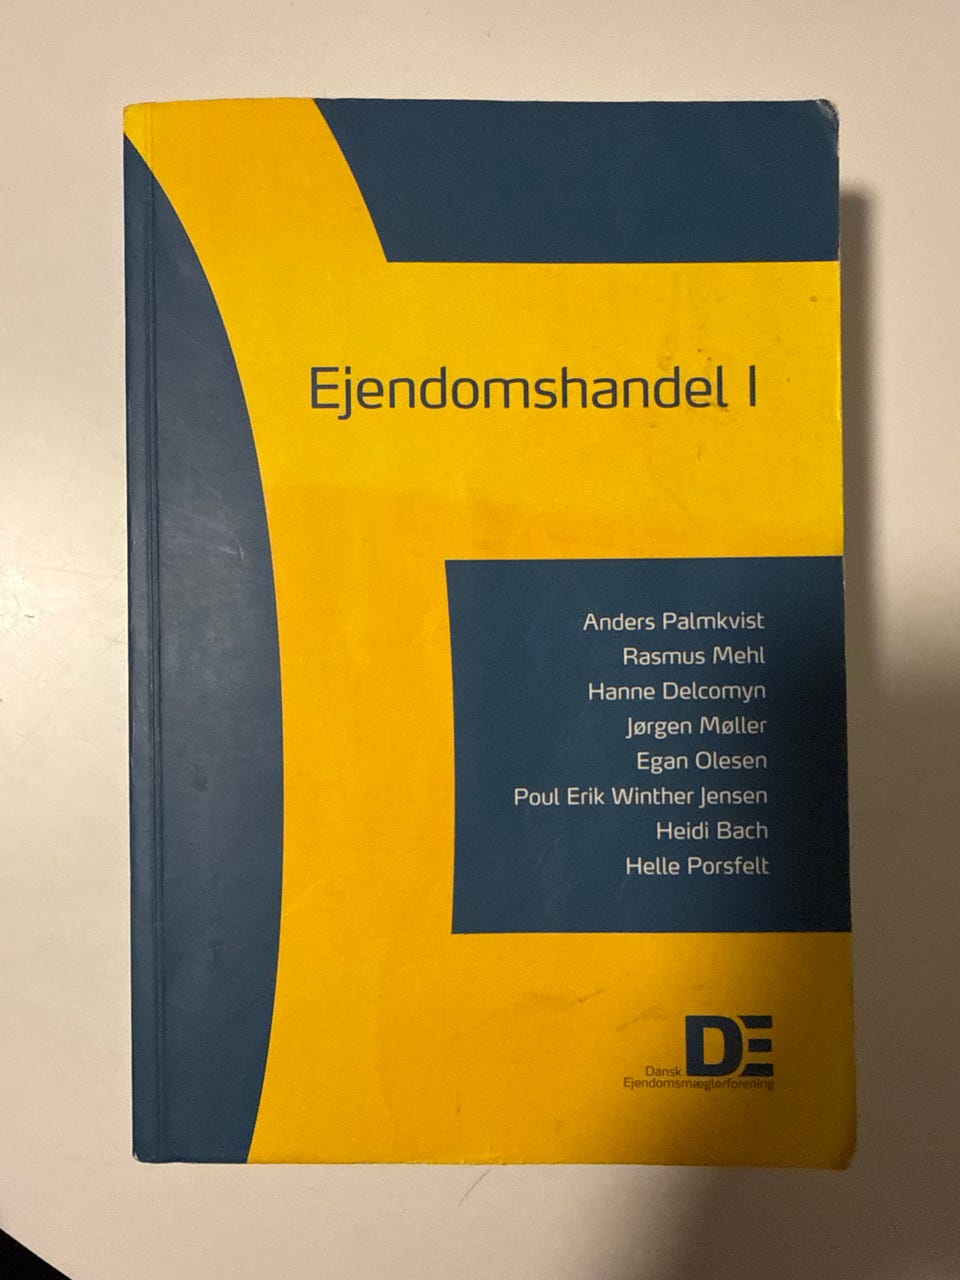 Ejendomshandel I
Anders Palmkvist
Rasmus Mehl
Hanne Delcomyn
Jørgen Møller
Egan Olesen
Poul Erik Winther Jensen
Heidi Bach
Helle Porsfelt
DE
Dansk
Ejendomsmæglerforening